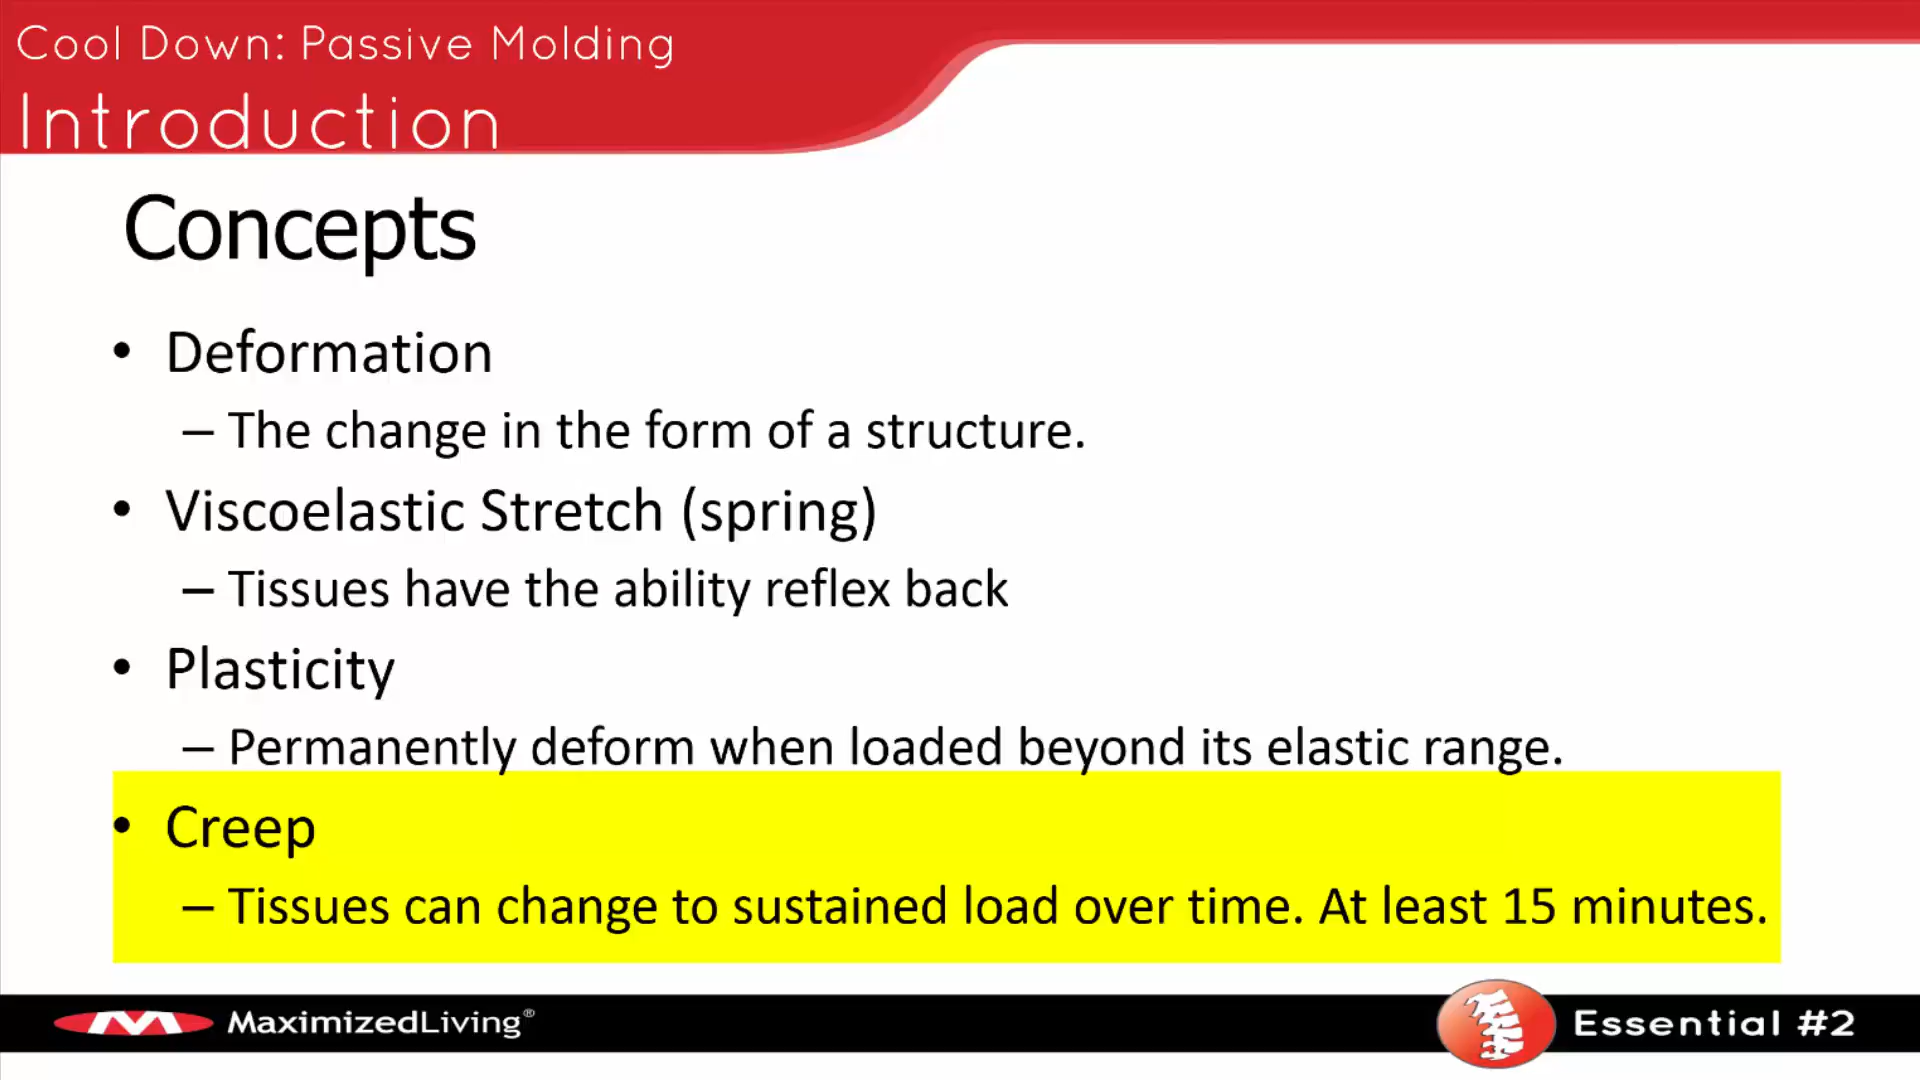 Cool Down: Passive Molding
Introduction
Concepts
• Deformation
– The change in the form of a structure.
• Viscoelastic Stretch (spring)
– Tissues have the ability reflex back
• Plasticity
– Permanently deform when loaded beyond its elastic range.
• Creep
– Tissues can change to sustained load over time. At least 15 minutes.
MaximizedLiving®
Essential #2